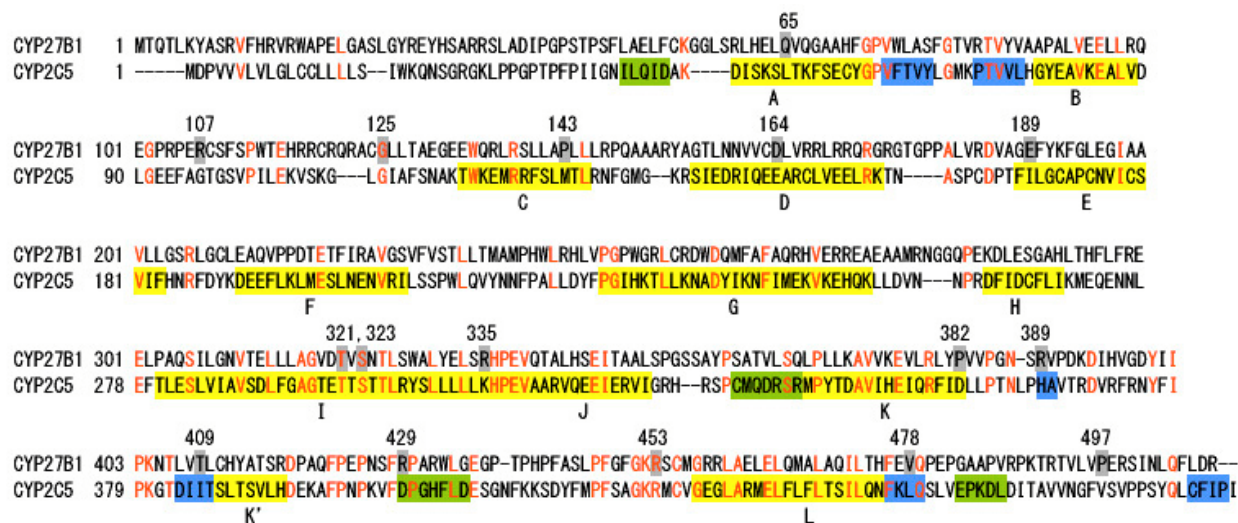 65
CYP27B1 1 MTQTLKYASRVFHRVRWAPELGASLGYREYHSARRSLADIPGPSTPSFLAELFCKGGLSRLHELQVQGAAHFGPVWLASFGTVRTVYVAAPALVEELLRQ
CYP2C5 1 -----MDPVVVLVLGLCCLLLLS--IWKQNSGRGKLPPGPTPFPIIGNILQIDAK----DISKSLTKFSECYGPVFTVYLGMKPTVVLHGYEAVKEALVD
A B
107 125 143 164 189
CYP27B1 101 EGPRPERCSFSPWTEHRRCRQRACGLLTAEGEEWQRLRSLLAPLLLRPQAAARYAGTLNNVVCDLVRRLRRQRGRGTGPPALVRDVAGEFYKFGLEGIAA
CYP2C5 90 LGEEFAGTGSVPILEKVSKG---LGIAFSNAKTWKEMRRFSLMTLRNFGMG--KRSIEDRIQEEARCLVEELRKTN----ASPCDPTFILGCAPCNVICS
C D E
CYP27B1 201 VLLGSRLGCLEAQVPPDTETFIRAVGSVFVSTLLTMAMPHWLRHLVPGPWGRLCRDWDQMFAFAQRHVERREAEAAMRNGGQPEKDLESGAHLTHFLFRE
CYP2C5 181 VIFHNRFDYKDEEFLKLMESLNENVRILSSPWLQVYNNFPALLDYFPGIHKTLLKNADYIKNFIMEKVKEHQKLLDVN---NPRDFIDCFLIKMEQENNL
F G H
321,323 335 382 389
CYP27B1 301 ELPAQSILGNVTELLLAGVDTVSNTLSWALYELSRHPEVQTALHSEITAALSPGSSAYPSATVLSQLPLLKAVVKEVLRLYPVVPGN-SRVPDKDIHVGDYII
CYP2C5 278 EFTLESLVIAVSDLFGAGTETTSTTLRYSLLLLLKHPEVAARVQEEIERVIGRH--RSPCMQDRSRMPYTDAVIHEIQRFIDLLPTNLPHAVTRDVRFRNYFI
I J K
409 429 453 478 497
CYP27B1 403 PKNTLVTLCHYATSRDPAQFPEPNSFRPARWLGEGP-TPHPFASLPFGFGKRSCMGRRLAELELQMALAQILTHFEVQPEPGAAPVRPKTRTVLVPERSINLQFLDR--
CYP2C5 379 PKGTDIITSLTSVLHDEKAFPNPKVFDPGHFLDESGNFKKSDYFMPFSAGKRMCVGEGLARMELFLFLTSILQNFKLQSLVEPKDLDITAVVNGFVSVPPSYQLCFIPI
K' L